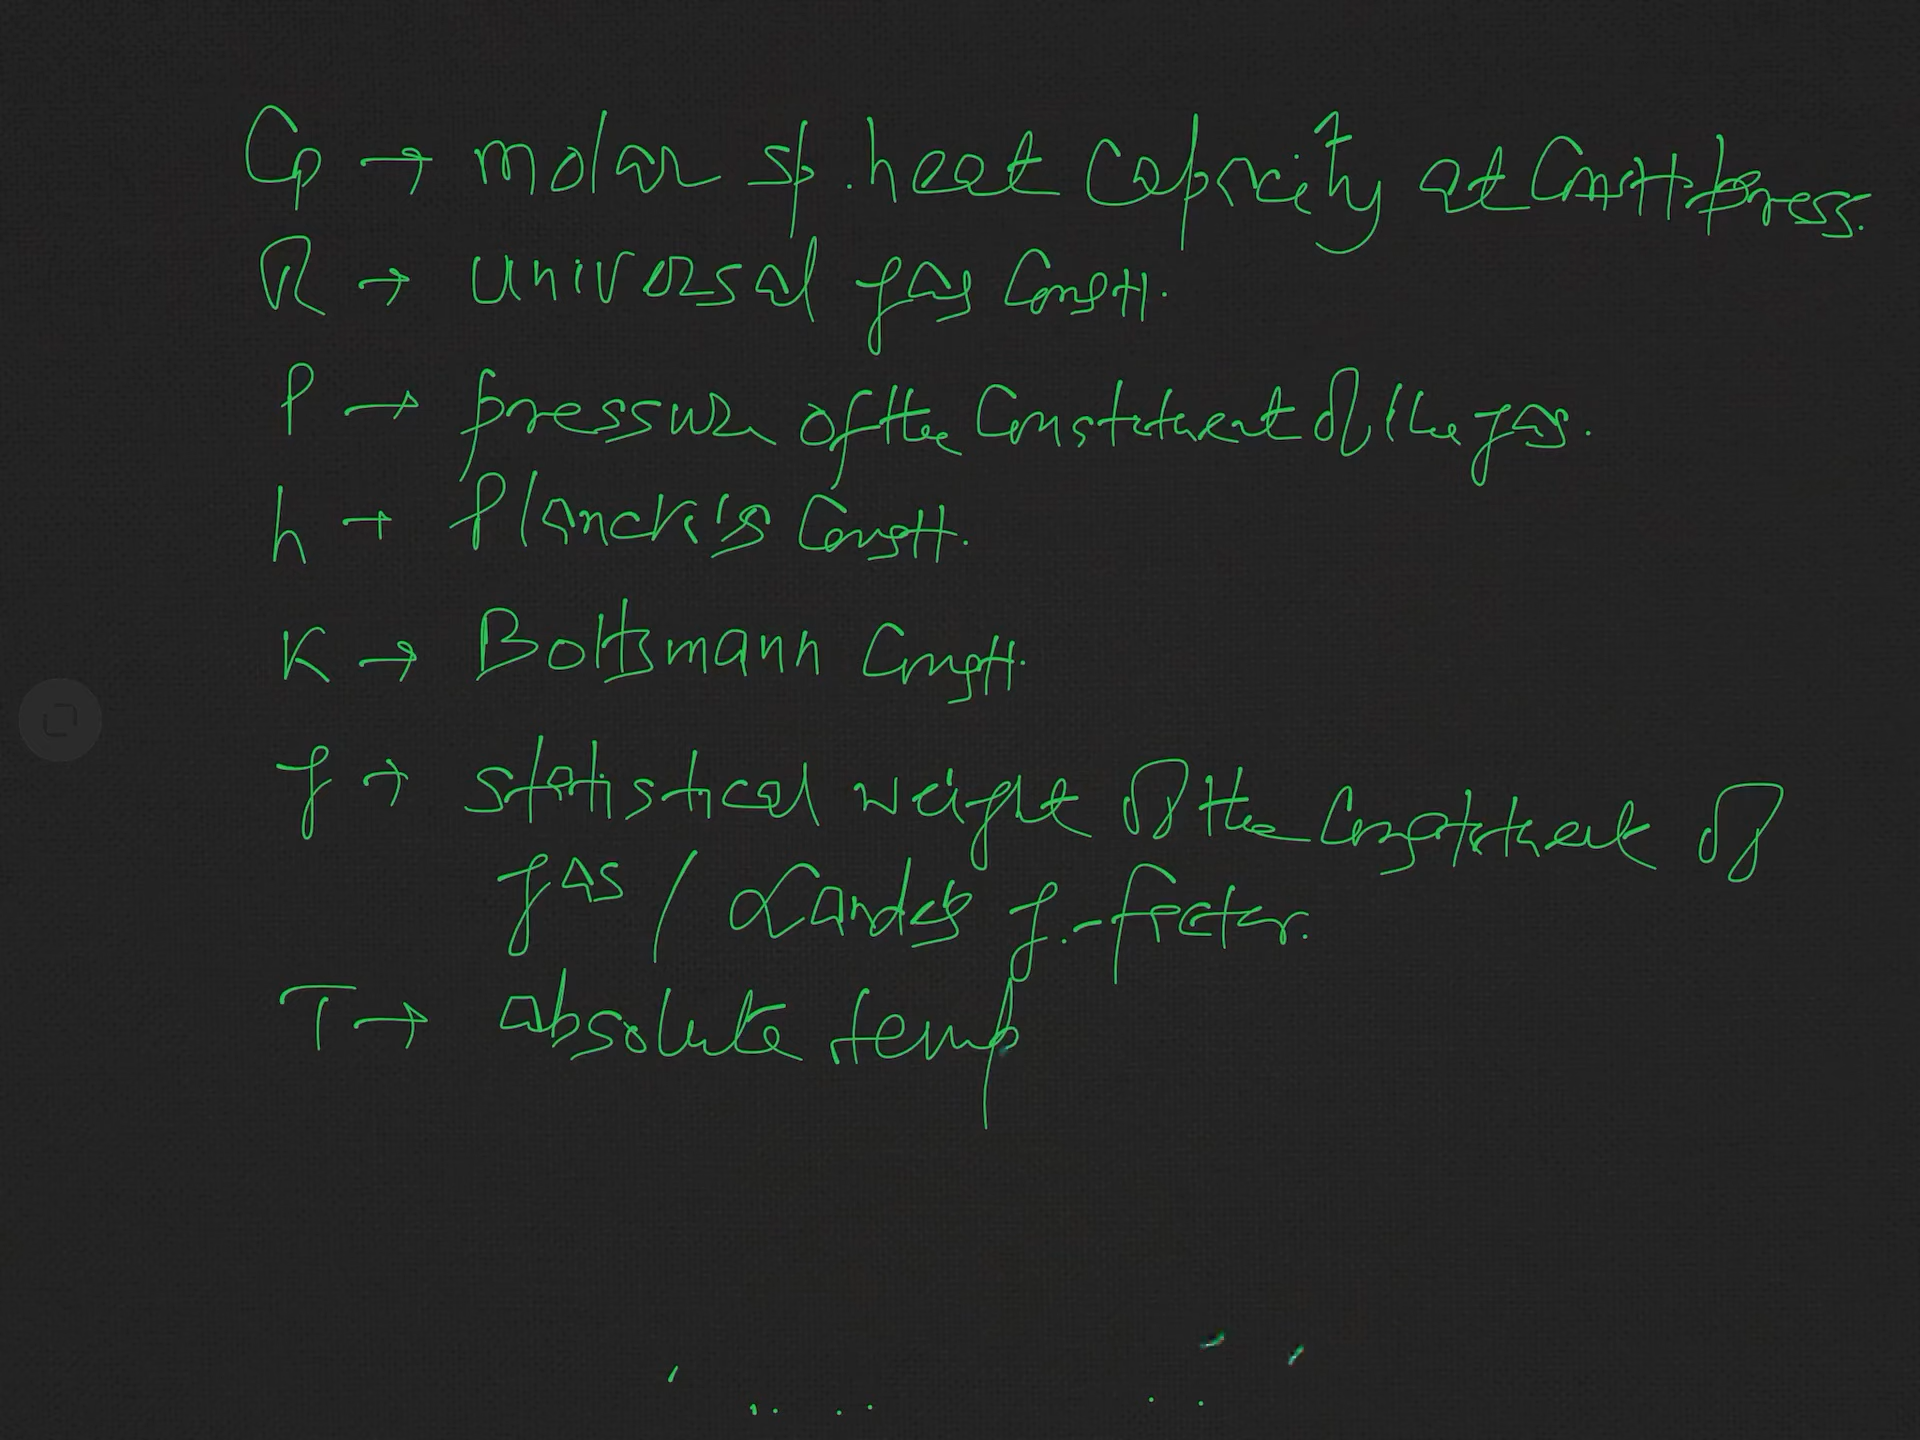 Cp → molar sp. heat capacity at Constt. press.
R → universal gas Constt.
P → pressure of the Constituent of the gas.
h → Planck's Constt.
K → Boltzmann Constt.
g → statistical weight of the Constituent of
gas / Lande's g-factor.
T → absolute temp